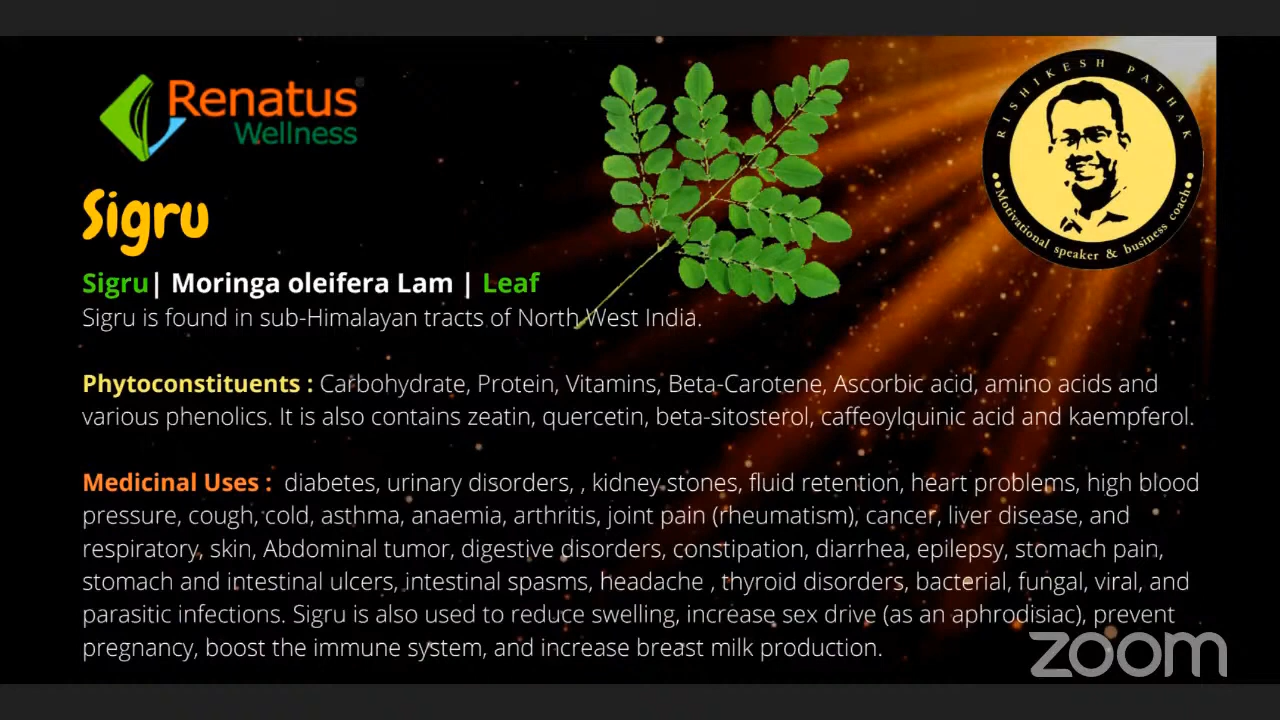 Renatus®
Wellness
RISHIKESH PATHAK
Motivational speaker & business coach
Sigru
Sigru| Moringa oleifera Lam | Leaf
Sigru is found in sub-Himalayan tracts of North West India.
Phytoconstituents : Carbohydrate, Protein, Vitamins, Beta-Carotene, Ascorbic acid, amino acids and
various phenolics. It is also contains zeatin, quercetin, beta-sitosterol, caffeoylquinic acid and kaempferol.
Medicinal Uses : diabetes, urinary disorders, , kidney stones, fluid retention, heart problems, high blood
pressure, cough, cold, asthma, anaemia, arthritis, joint pain (rheumatism), cancer, liver disease, and
respiratory, skin, Abdominal tumor, digestive disorders, constipation, diarrhea, epilepsy, stomach pain,
stomach and intestinal ulcers, intestinal spasms, headache , thyroid disorders, bacterial, fungal, viral, and
parasitic infections. Sigru is also used to reduce swelling, increase sex drive (as an aphrodisiac), prevent
pregnancy, boost the immune system, and increase breast milk production.
zoom